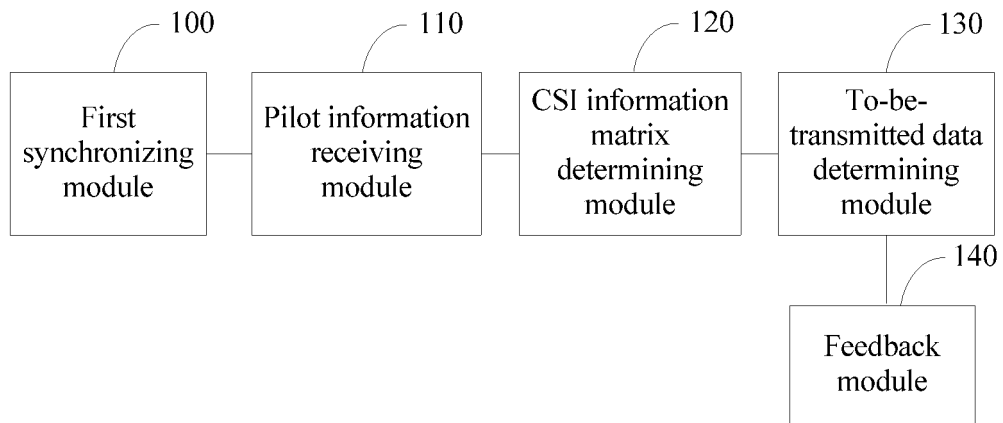 100
110
120
130
First
synchronizing
module
Pilot information
receiving
module
CSI information
matrix
determining
module
To-be-
transmitted data
determining
module
140
Feedback
module